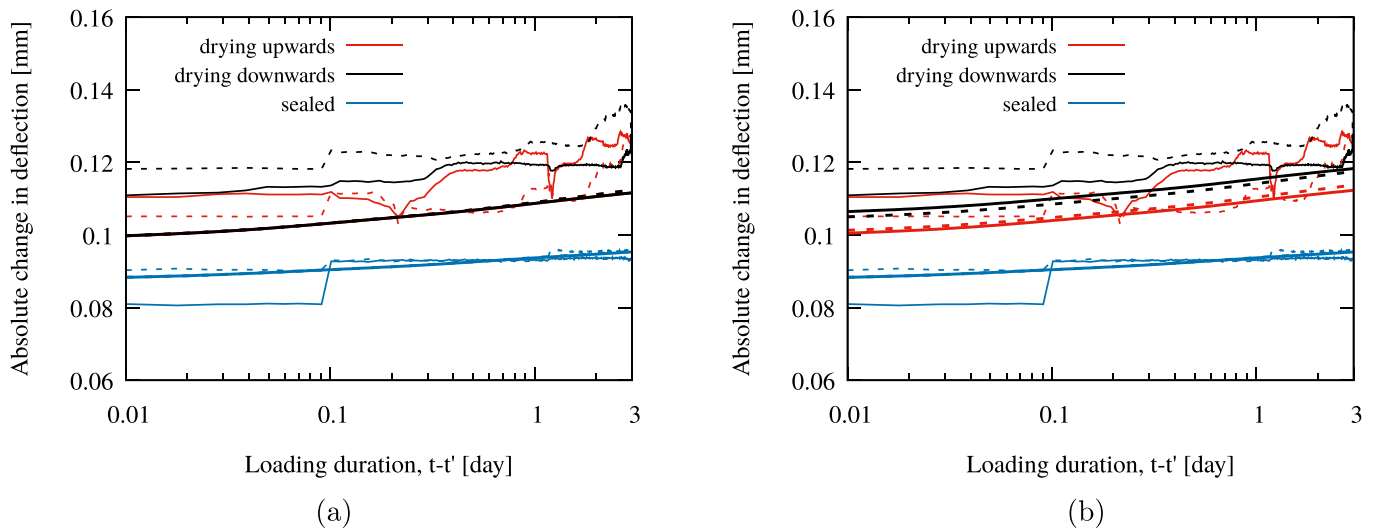 Absolute change in deflection [mm]
0.16
0.14
0.12
0.1
0.08
0.06
drying upwards
drying downwards
sealed
0.01 0.1 1 3
Loading duration, t-t' [day]
(a)
Absolute change in deflection [mm]
0.16
0.14
0.12
0.1
0.08
0.06
drying upwards
drying downwards
sealed
0.01 0.1 1 3
Loading duration, t-t' [day]
(b)